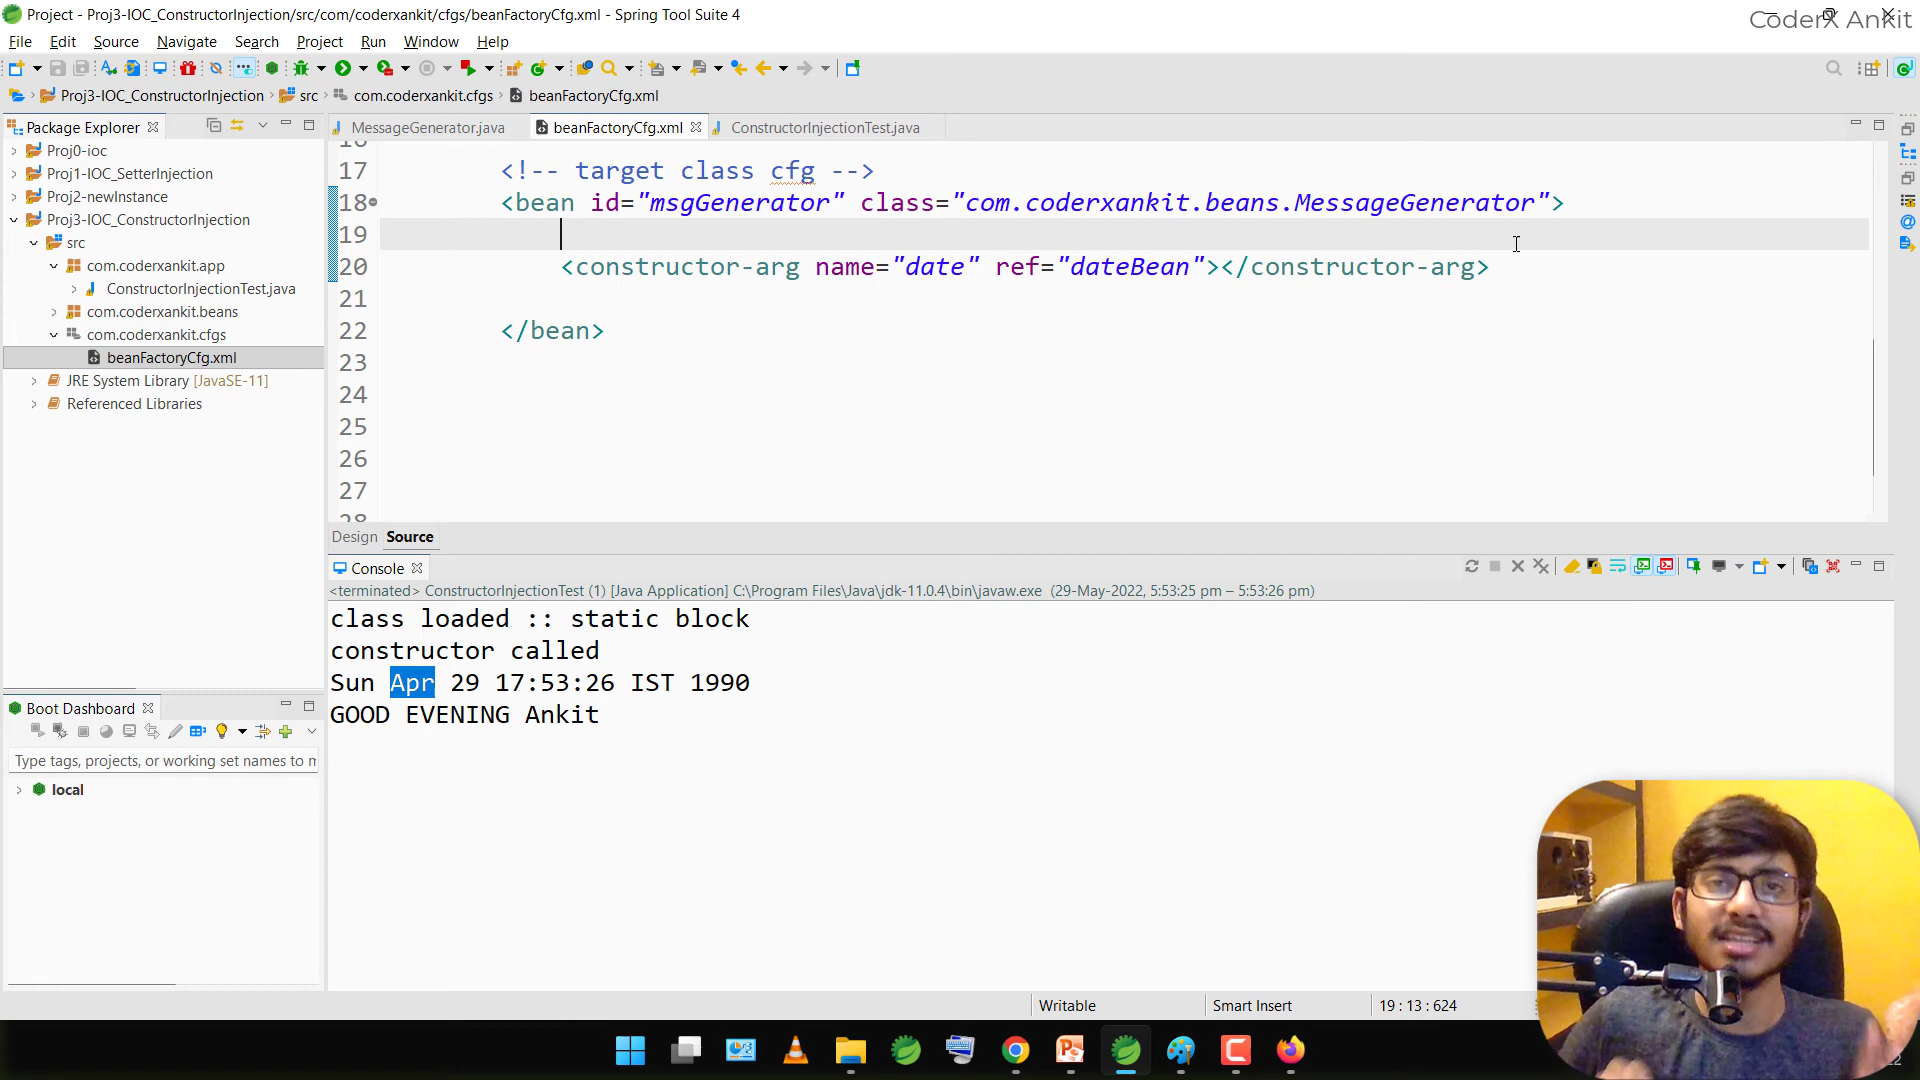 Project - Proj3-IOC_ConstructorInjection/src/com/coderxankit/cfgs/beanFactoryCfg.xml - Spring Tool Suite 4
CoderX Ankit
File Edit Source Navigate Search Project Run Window Help
Proj3-IOC_ConstructorInjection src com.coderxankit.cfgs beanFactoryCfg.xml
Package Explorer
Proj0-ioc
Proj1-IOC_SetterInjection
Proj2-newInstance
Proj3-IOC_ConstructorInjection
src
com.coderxankit.app
ConstructorInjectionTest.java
com.coderxankit.beans
com.coderxankit.cfgs
beanFactoryCfg.xml
JRE System Library [JavaSE-11]
Referenced Libraries
MessageGenerator.java beanFactoryCfg.xml ConstructorInjectionTest.java
17 <!-- target class cfg -->
18 <bean id="msgGenerator" class="com.coderxankit.beans.MessageGenerator">
19
20 <constructor-arg name="date" ref="dateBean"></constructor-arg>
21
22 </bean>
23
24
25
26
27
28
Design Source
Console
<terminated> ConstructorInjectionTest (1) [Java Application] C:\Program Files\Java\jdk-11.0.4\bin\javaw.exe (29-May-2022, 5:53:25 pm – 5:53:26 pm)
class loaded :: static block
constructor called
Sun Apr 29 17:53:26 IST 1990
GOOD EVENING Ankit
Boot Dashboard
Type tags, projects, or working set names to m
local
Writable Smart Insert 19 : 13 : 624